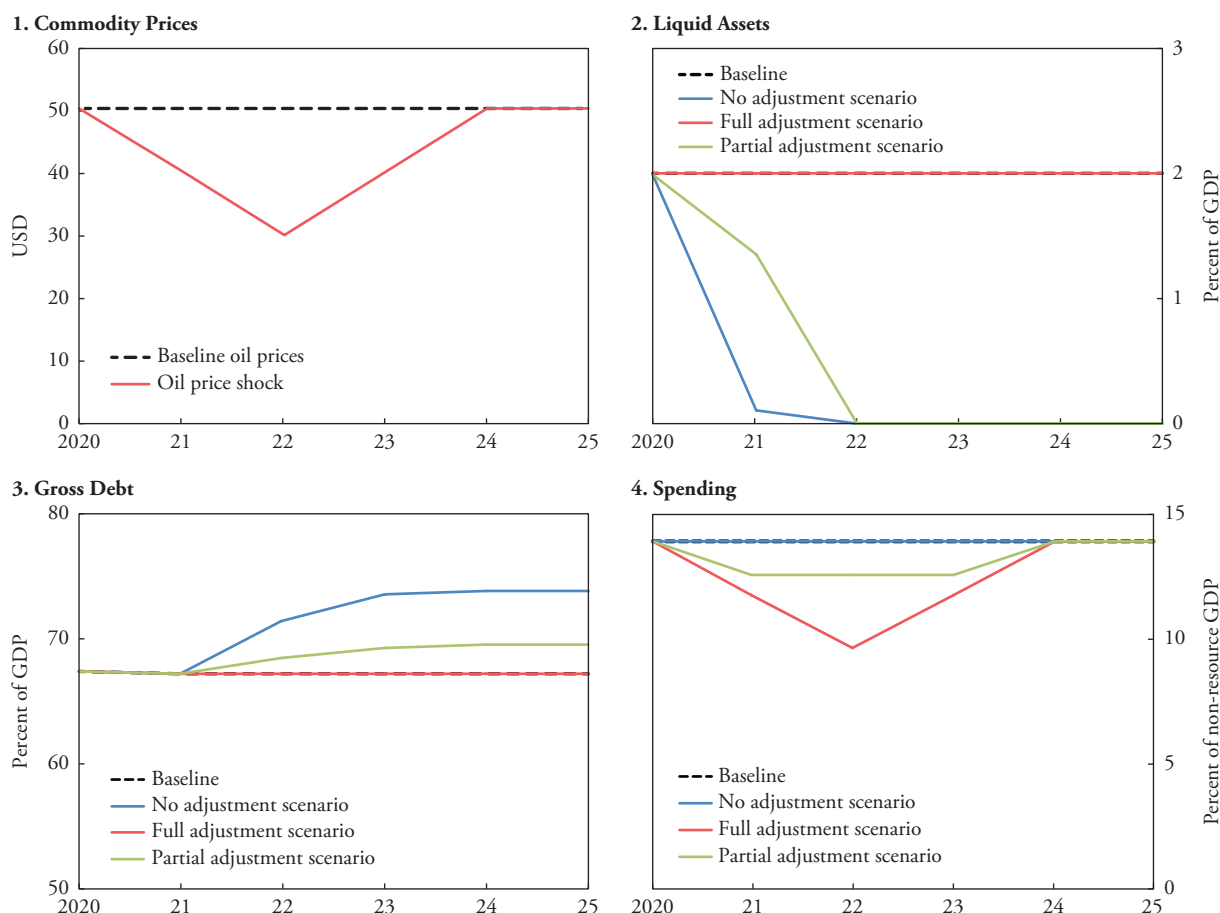 1. Commodity Prices
60
50
40
30
20
10
0
USD
Baseline oil prices
Oil price shock
2020 21 22 23 24 25
2. Liquid Assets
Baseline
No adjustment scenario
Full adjustment scenario
Partial adjustment scenario
3
2
1
0
Percent of GDP
2020 21 22 23 24 25
3. Gross Debt
80
70
60
50
Percent of GDP
Baseline
No adjustment scenario
Full adjustment scenario
Partial adjustment scenario
2020 21 22 23 24 25
4. Spending
15
10
5
0
Percent of non-resource GDP
Baseline
No adjustment scenario
Full adjustment scenario
Partial adjustment scenario
2020 21 22 23 24 25